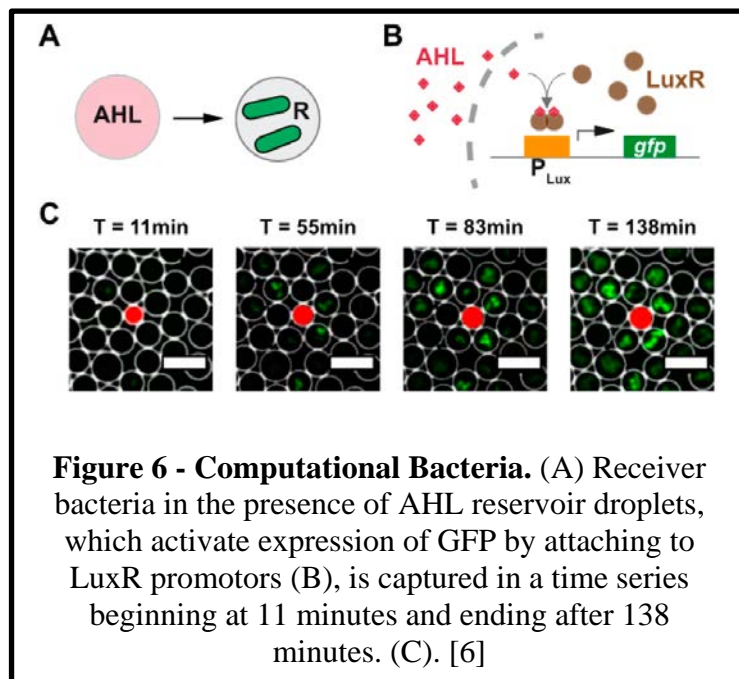 A
B
AHL
R
AHL
LuxR
P Lux
gfp
C
T = 11min
T = 55min
T = 83min
T = 138min
Figure 6 - Computational Bacteria. (A) Receiver
bacteria in the presence of AHL reservoir droplets,
which activate expression of GFP by attaching to
LuxR promotors (B), is captured in a time series
beginning at 11 minutes and ending after 138
minutes. (C). [6]